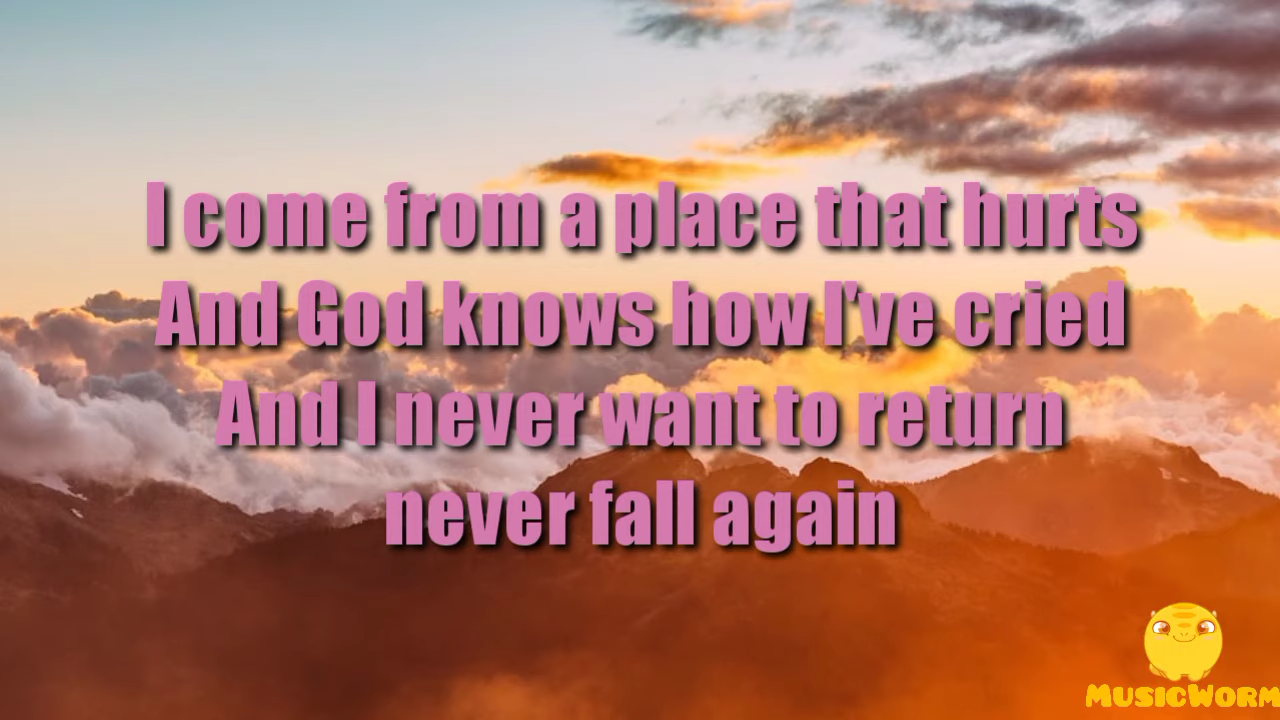 I come from a place that hurts
And God knows how I've cried
And I never want to return
never fall again
MusicWorm